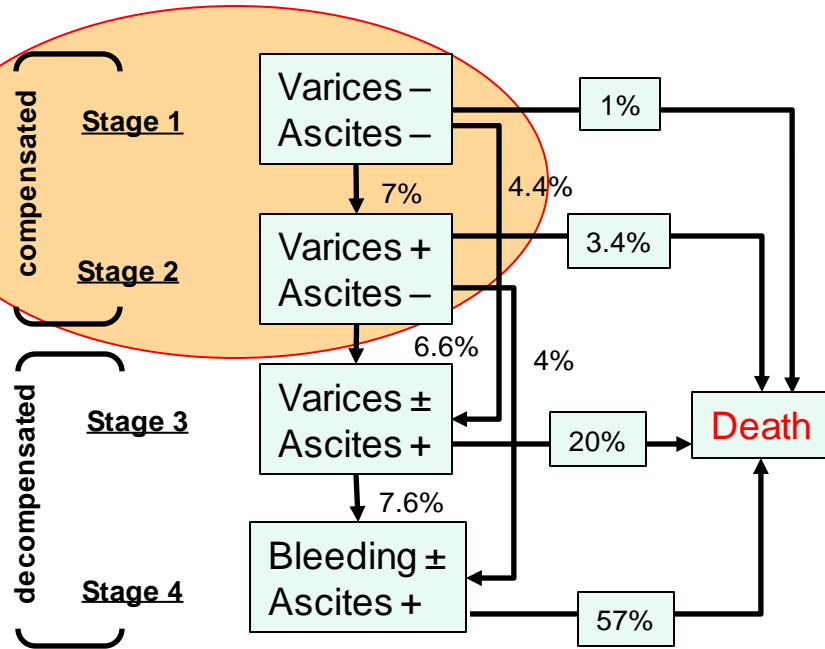 compensated
Stage 1
Varices –
Ascites –
1%
7%
4.4%
Stage 2
Varices +
Ascites –
3.4%
6.6%
4%
decompensated
Stage 3
Varices ±
Ascites +
20%
Death
7.6%
Stage 4
Bleeding ±
Ascites +
57%